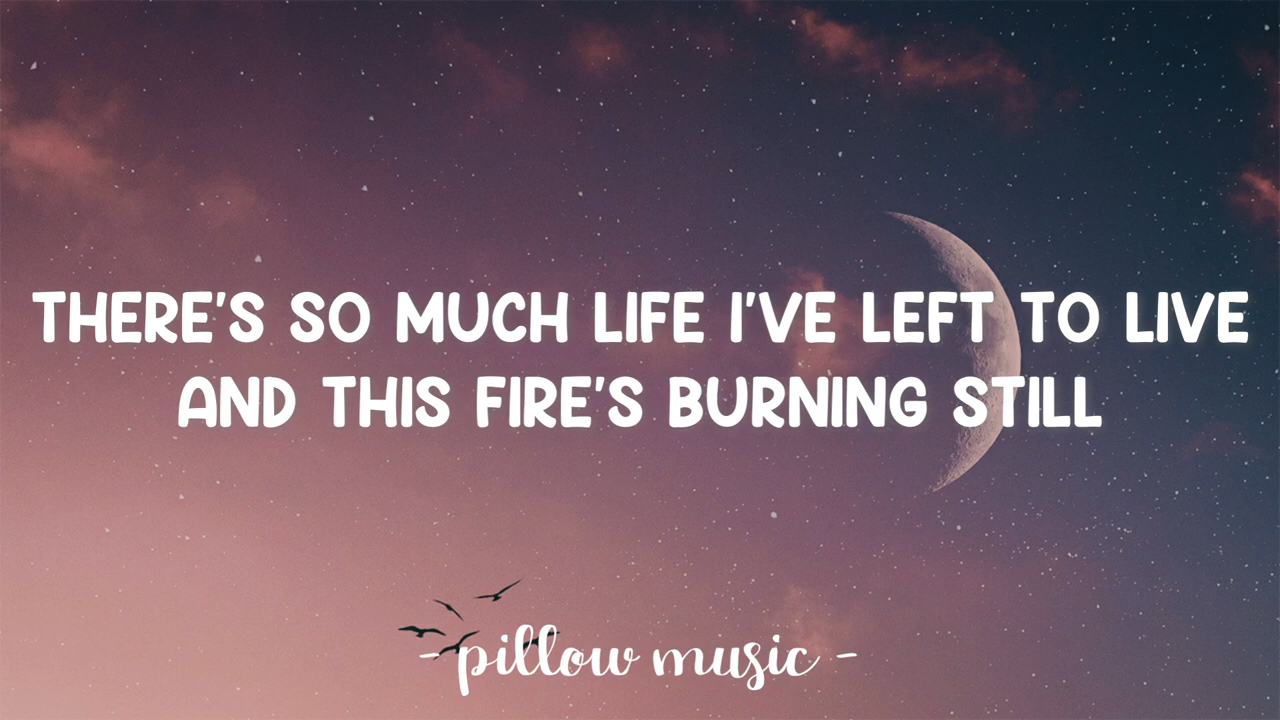 THERE'S SO MUCH LIFE I'VE LEFT TO LIVE
AND THIS FIRE'S BURNING STILL
- pillow music -